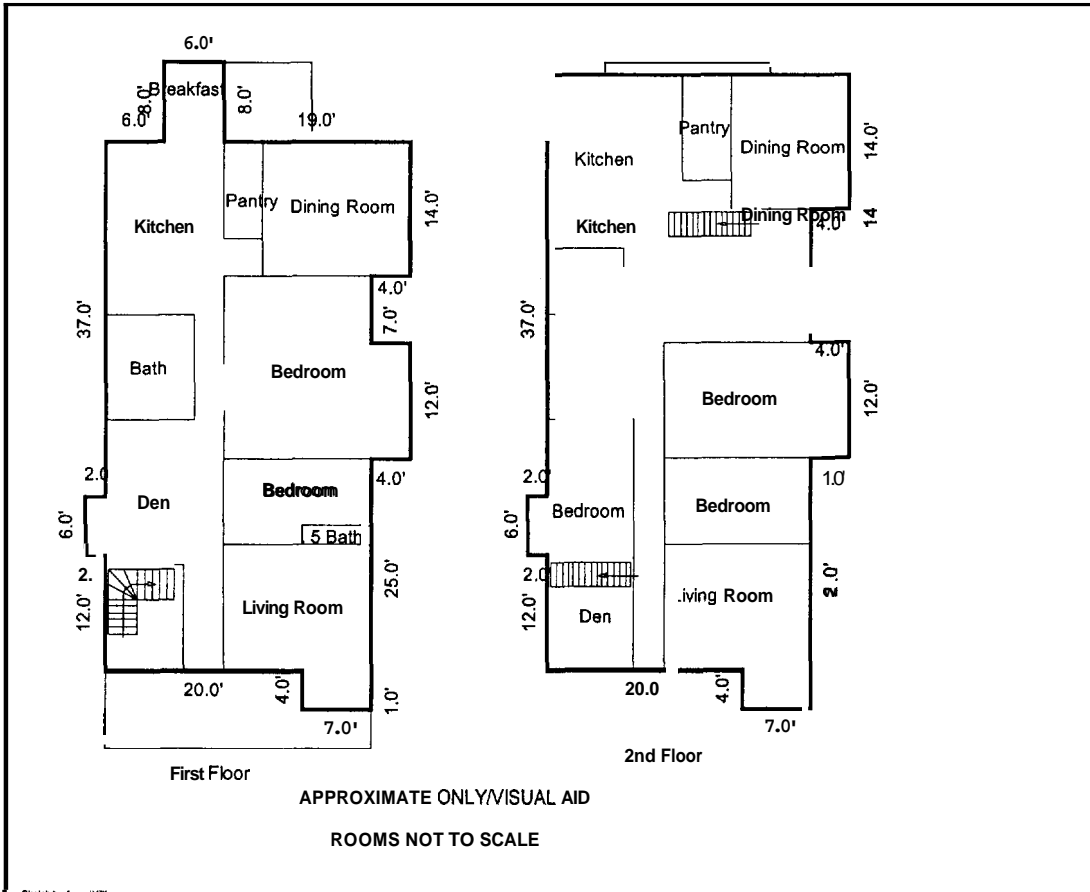 6.0'
Breakfast
8.0'
8.0'
6.0'
19.0'
Pantry
Dining Room
Kitchen
14.0'
4.0'
7.0'
37.0'
Bath
Bedroom
12.0'
2.0
4.0'
Den
Bedroom
6.0'
5 Bath
2.
12.0'
Living Room
25.0'
20.0'
4.0'
1.0'
7.0'
First Floor
Pantry
Kitchen
Dining Room
14.0'
Kitchen
Dining Room
14
4.0'
37.0'
4.0'
Bedroom
12.0'
2.0'
1.0'
6.0'
Bedroom
Bedroom
2.0'
12.0'
Den
Living Room
20.0
4.0'
7.0'
2nd Floor
APPROXIMATE ONLY/VISUAL AID
ROOMS NOT TO SCALE